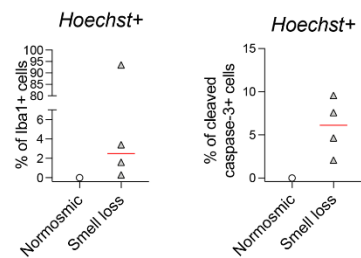 Hoechst+
% of Iba1+ cells
100
95
90
85
80
6
4
2
0
Normosmic
Smell loss
Hoechst+
% of cleaved
caspase-3+ cells
15
10
5
0
Normosmic
Smell loss